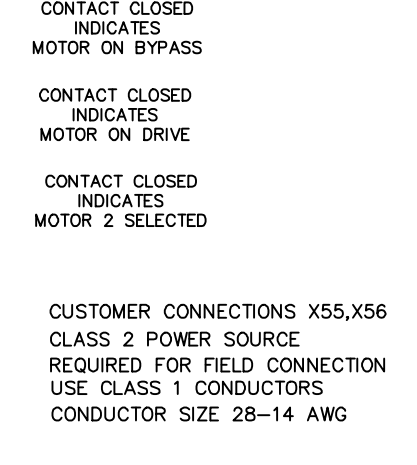 CONTACT CLOSED
INDICATES
MOTOR ON BYPASS
CONTACT CLOSED
INDICATES
MOTOR ON DRIVE
CONTACT CLOSED
INDICATES
MOTOR 2 SELECTED
CUSTOMER CONNECTIONS X55,X56
CLASS 2 POWER SOURCE
REQUIRED FOR FIELD CONNECTION
USE CLASS 1 CONDUCTORS
CONDUCTOR SIZE 28–14 AWG